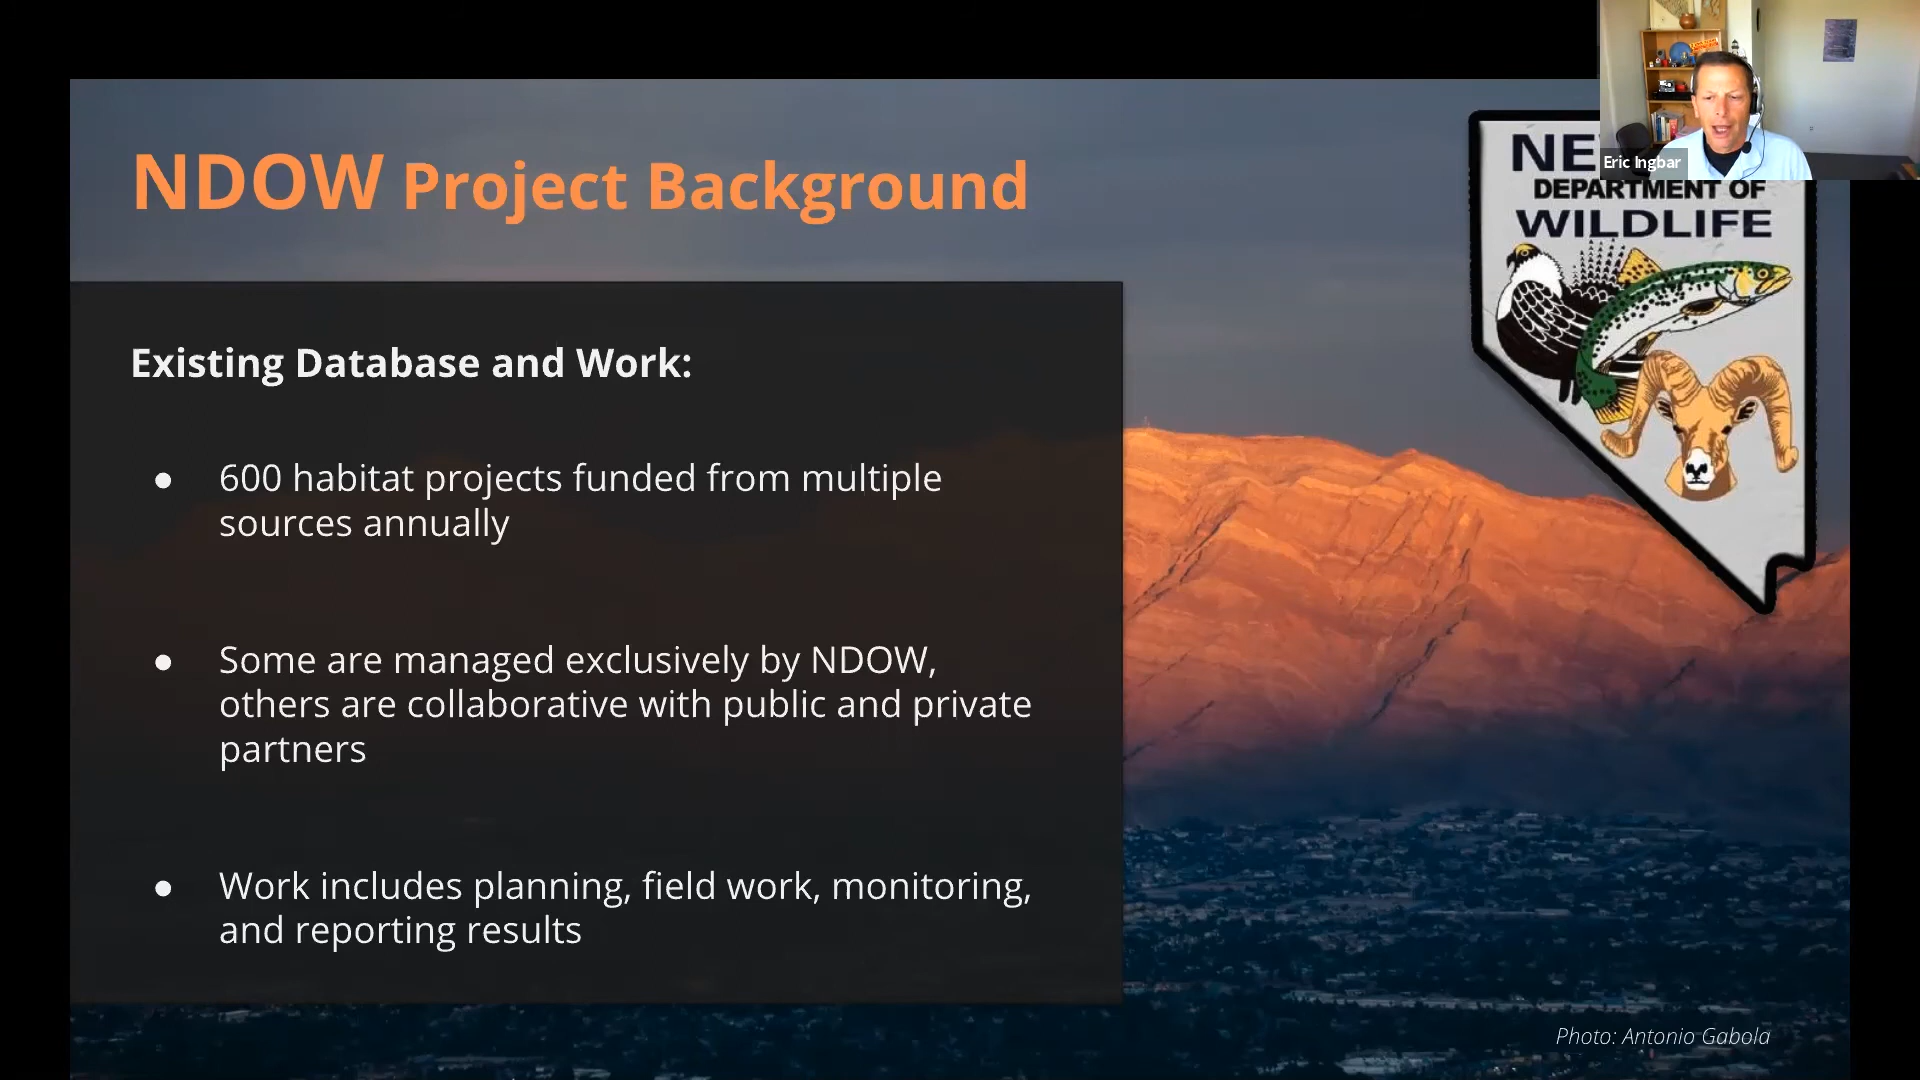 NDOW Project Background
NE
Eric Ingbar
DEPARTMENT OF
WILDLIFE
Existing Database and Work:
● 600 habitat projects funded from multiple
sources annually
● Some are managed exclusively by NDOW,
others are collaborative with public and private
partners
● Work includes planning, field work, monitoring,
and reporting results
Photo: Antonio Gabola